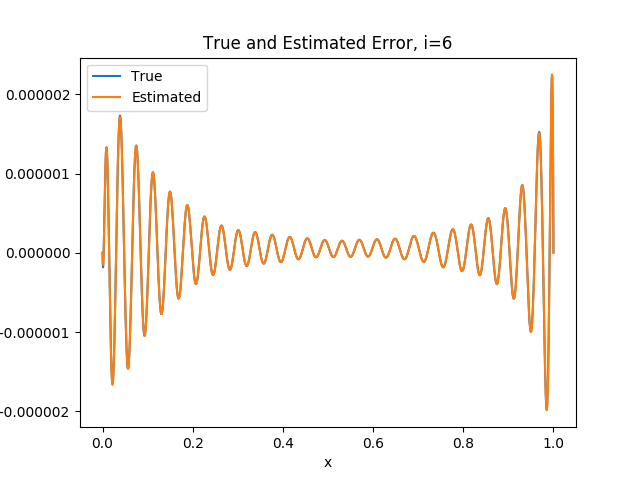 True and Estimated Error, i=6
True
Estimated
0.000002
0.000001
0.000000
-0.000001
-0.000002
0.0 0.2 0.4 0.6 0.8 1.0
x